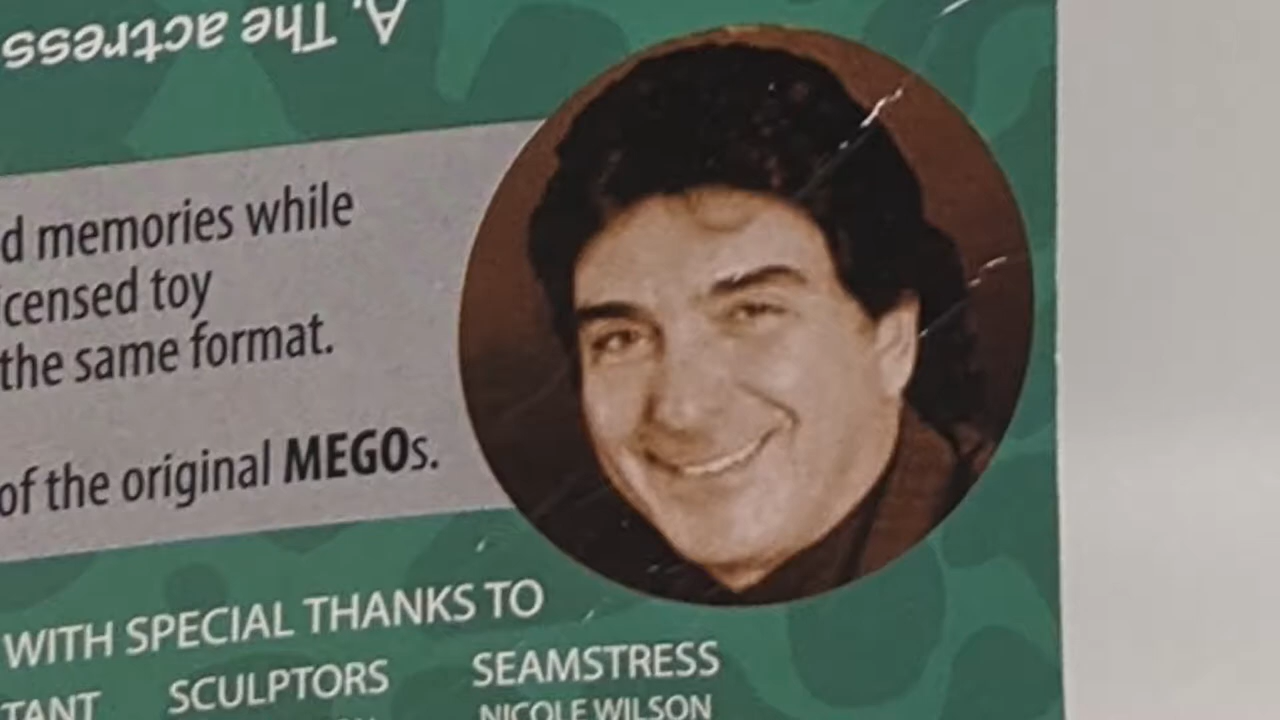 A. The actress
d memories while
icensed toy
the same format.
of the original MEGOs.
WITH SPECIAL THANKS TO
TANT SCULPTORS SEAMSTRESS
NICOLE WILSON